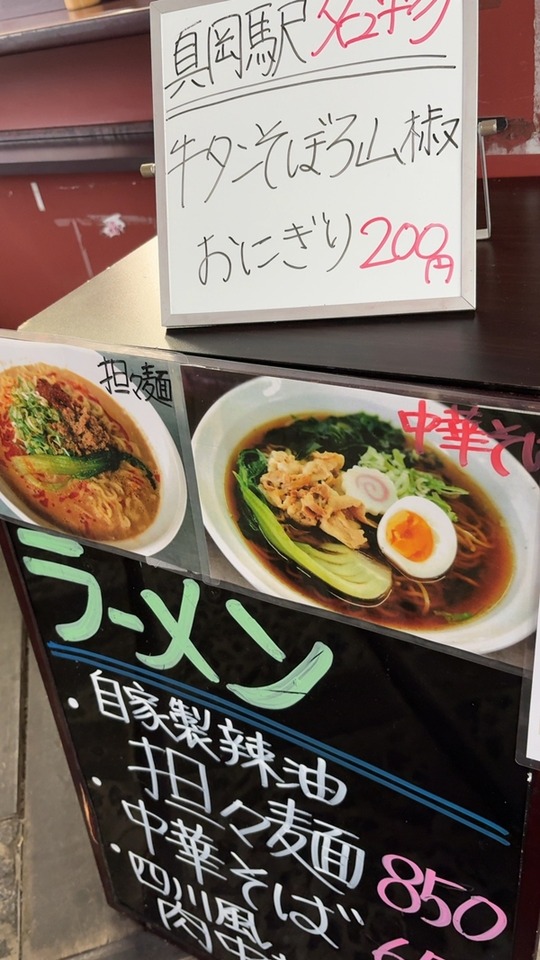 真岡駅名物
牛タンそぼろ山椒
おにぎり200円
担々麺
中華そば
ラーメン
・自家製辣油
担々麺 850
・中華そば
・四川風
肉中